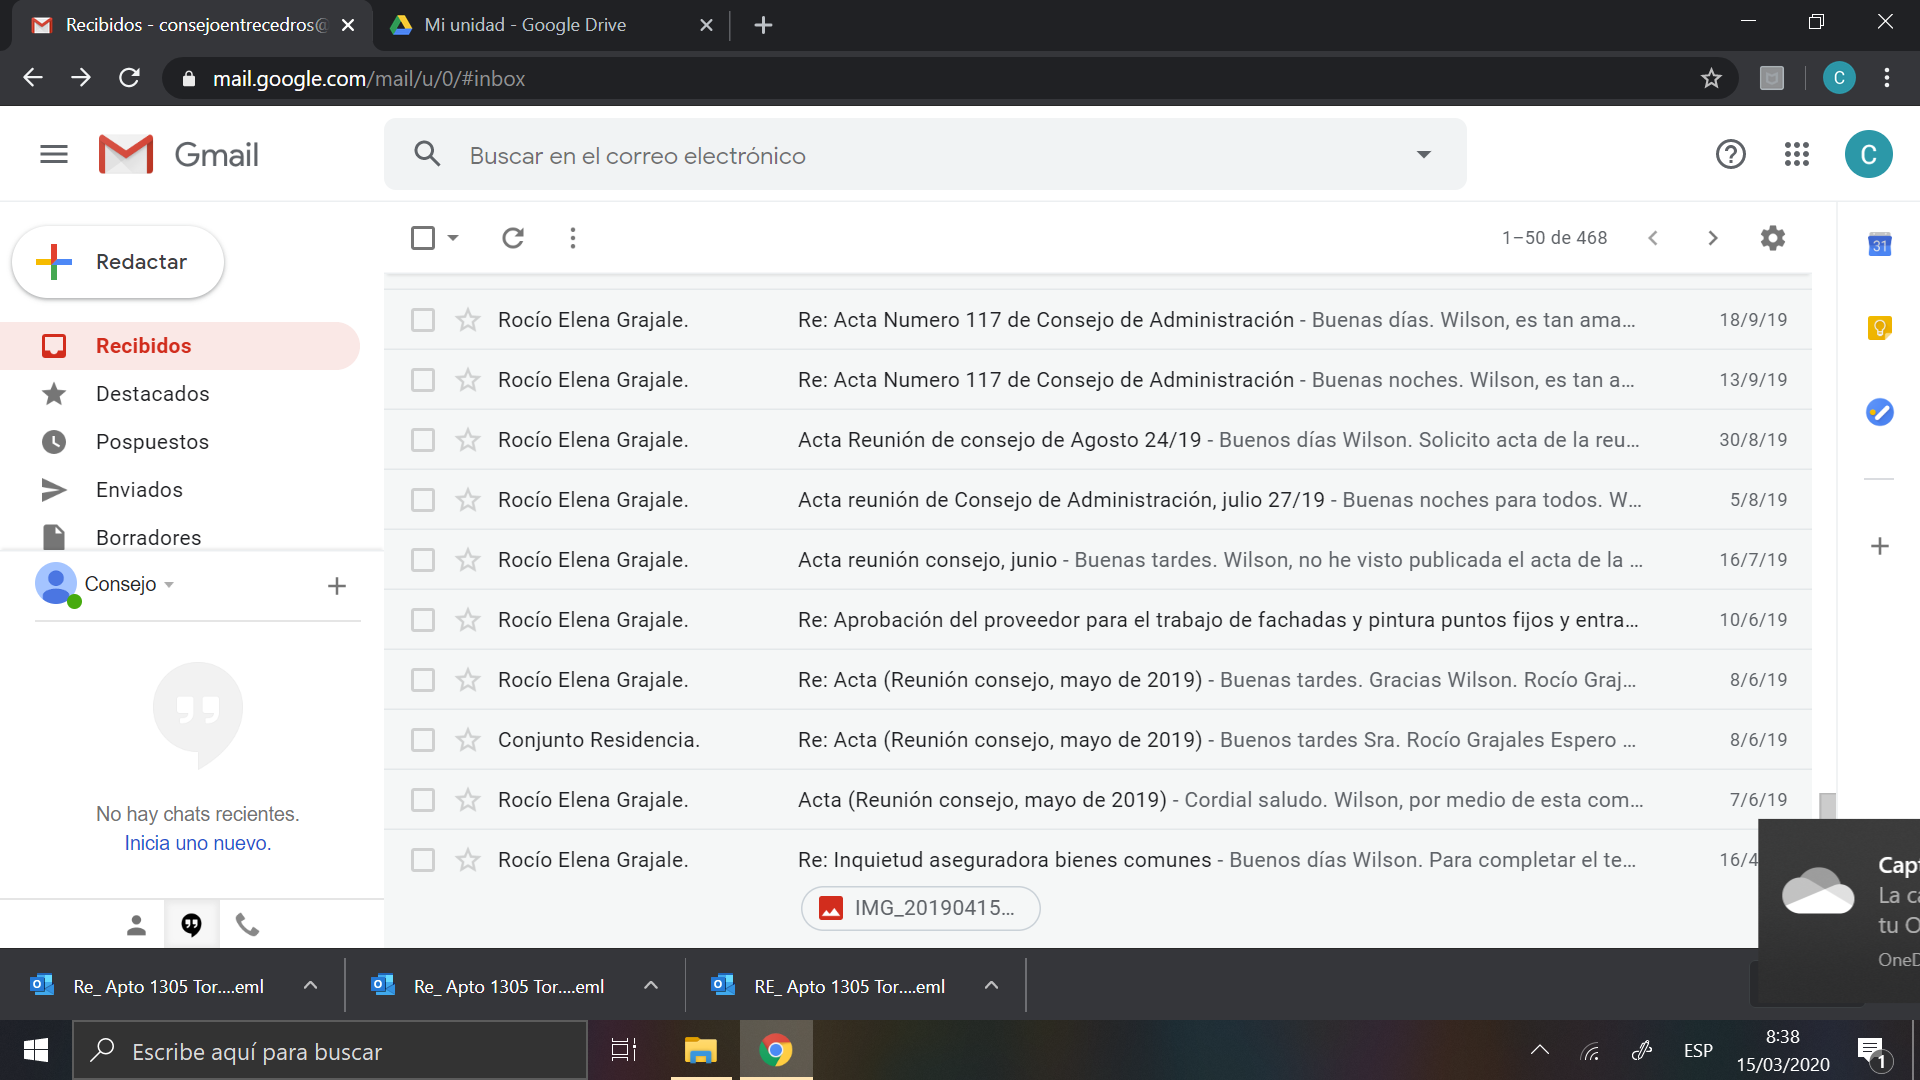 Recibidos - consejoentrecedros@
Mi unidad - Google Drive
mail.google.com/mail/u/0/#inbox
C
Gmail
Buscar en el correo electrónico
C
Redactar
1–50 de 468
31
Recibidos
Destacados
Pospuestos
Enviados
Borradores
Consejo
No hay chats recientes.
Inicia uno nuevo.
Rocío Elena Grajale. Re: Acta Numero 117 de Consejo de Administración - Buenas días. Wilson, es tan ama... 18/9/19
Rocío Elena Grajale. Re: Acta Numero 117 de Consejo de Administración - Buenas noches. Wilson, es tan a... 13/9/19
Rocío Elena Grajale. Acta Reunión de consejo de Agosto 24/19 - Buenos días Wilson. Solicito acta de la reu... 30/8/19
Rocío Elena Grajale. Acta reunión de Consejo de Administración, julio 27/19 - Buenas noches para todos. W... 5/8/19
Rocío Elena Grajale. Acta reunión consejo, junio - Buenas tardes. Wilson, no he visto publicada el acta de la ... 16/7/19
Rocío Elena Grajale. Re: Aprobación del proveedor para el trabajo de fachadas y pintura puntos fijos y entra... 10/6/19
Rocío Elena Grajale. Re: Acta (Reunión consejo, mayo de 2019) - Buenas tardes. Gracias Wilson. Rocío Graj... 8/6/19
Conjunto Residencia. Re: Acta (Reunión consejo, mayo de 2019) - Buenos tardes Sra. Rocío Grajales Espero ... 8/6/19
Rocío Elena Grajale. Acta (Reunión consejo, mayo de 2019) - Cordial saludo. Wilson, por medio de esta com... 7/6/19
Rocío Elena Grajale. Re: Inquietud aseguradora bienes comunes - Buenos días Wilson. Para completar el te... 16/4
IMG_20190415...
Capt
La ca
tu O
OneD
Re_ Apto 1305 Tor....eml
Re_ Apto 1305 Tor....eml
RE_ Apto 1305 Tor....eml
Escribe aquí para buscar
ESP
8:38
15/03/2020
1